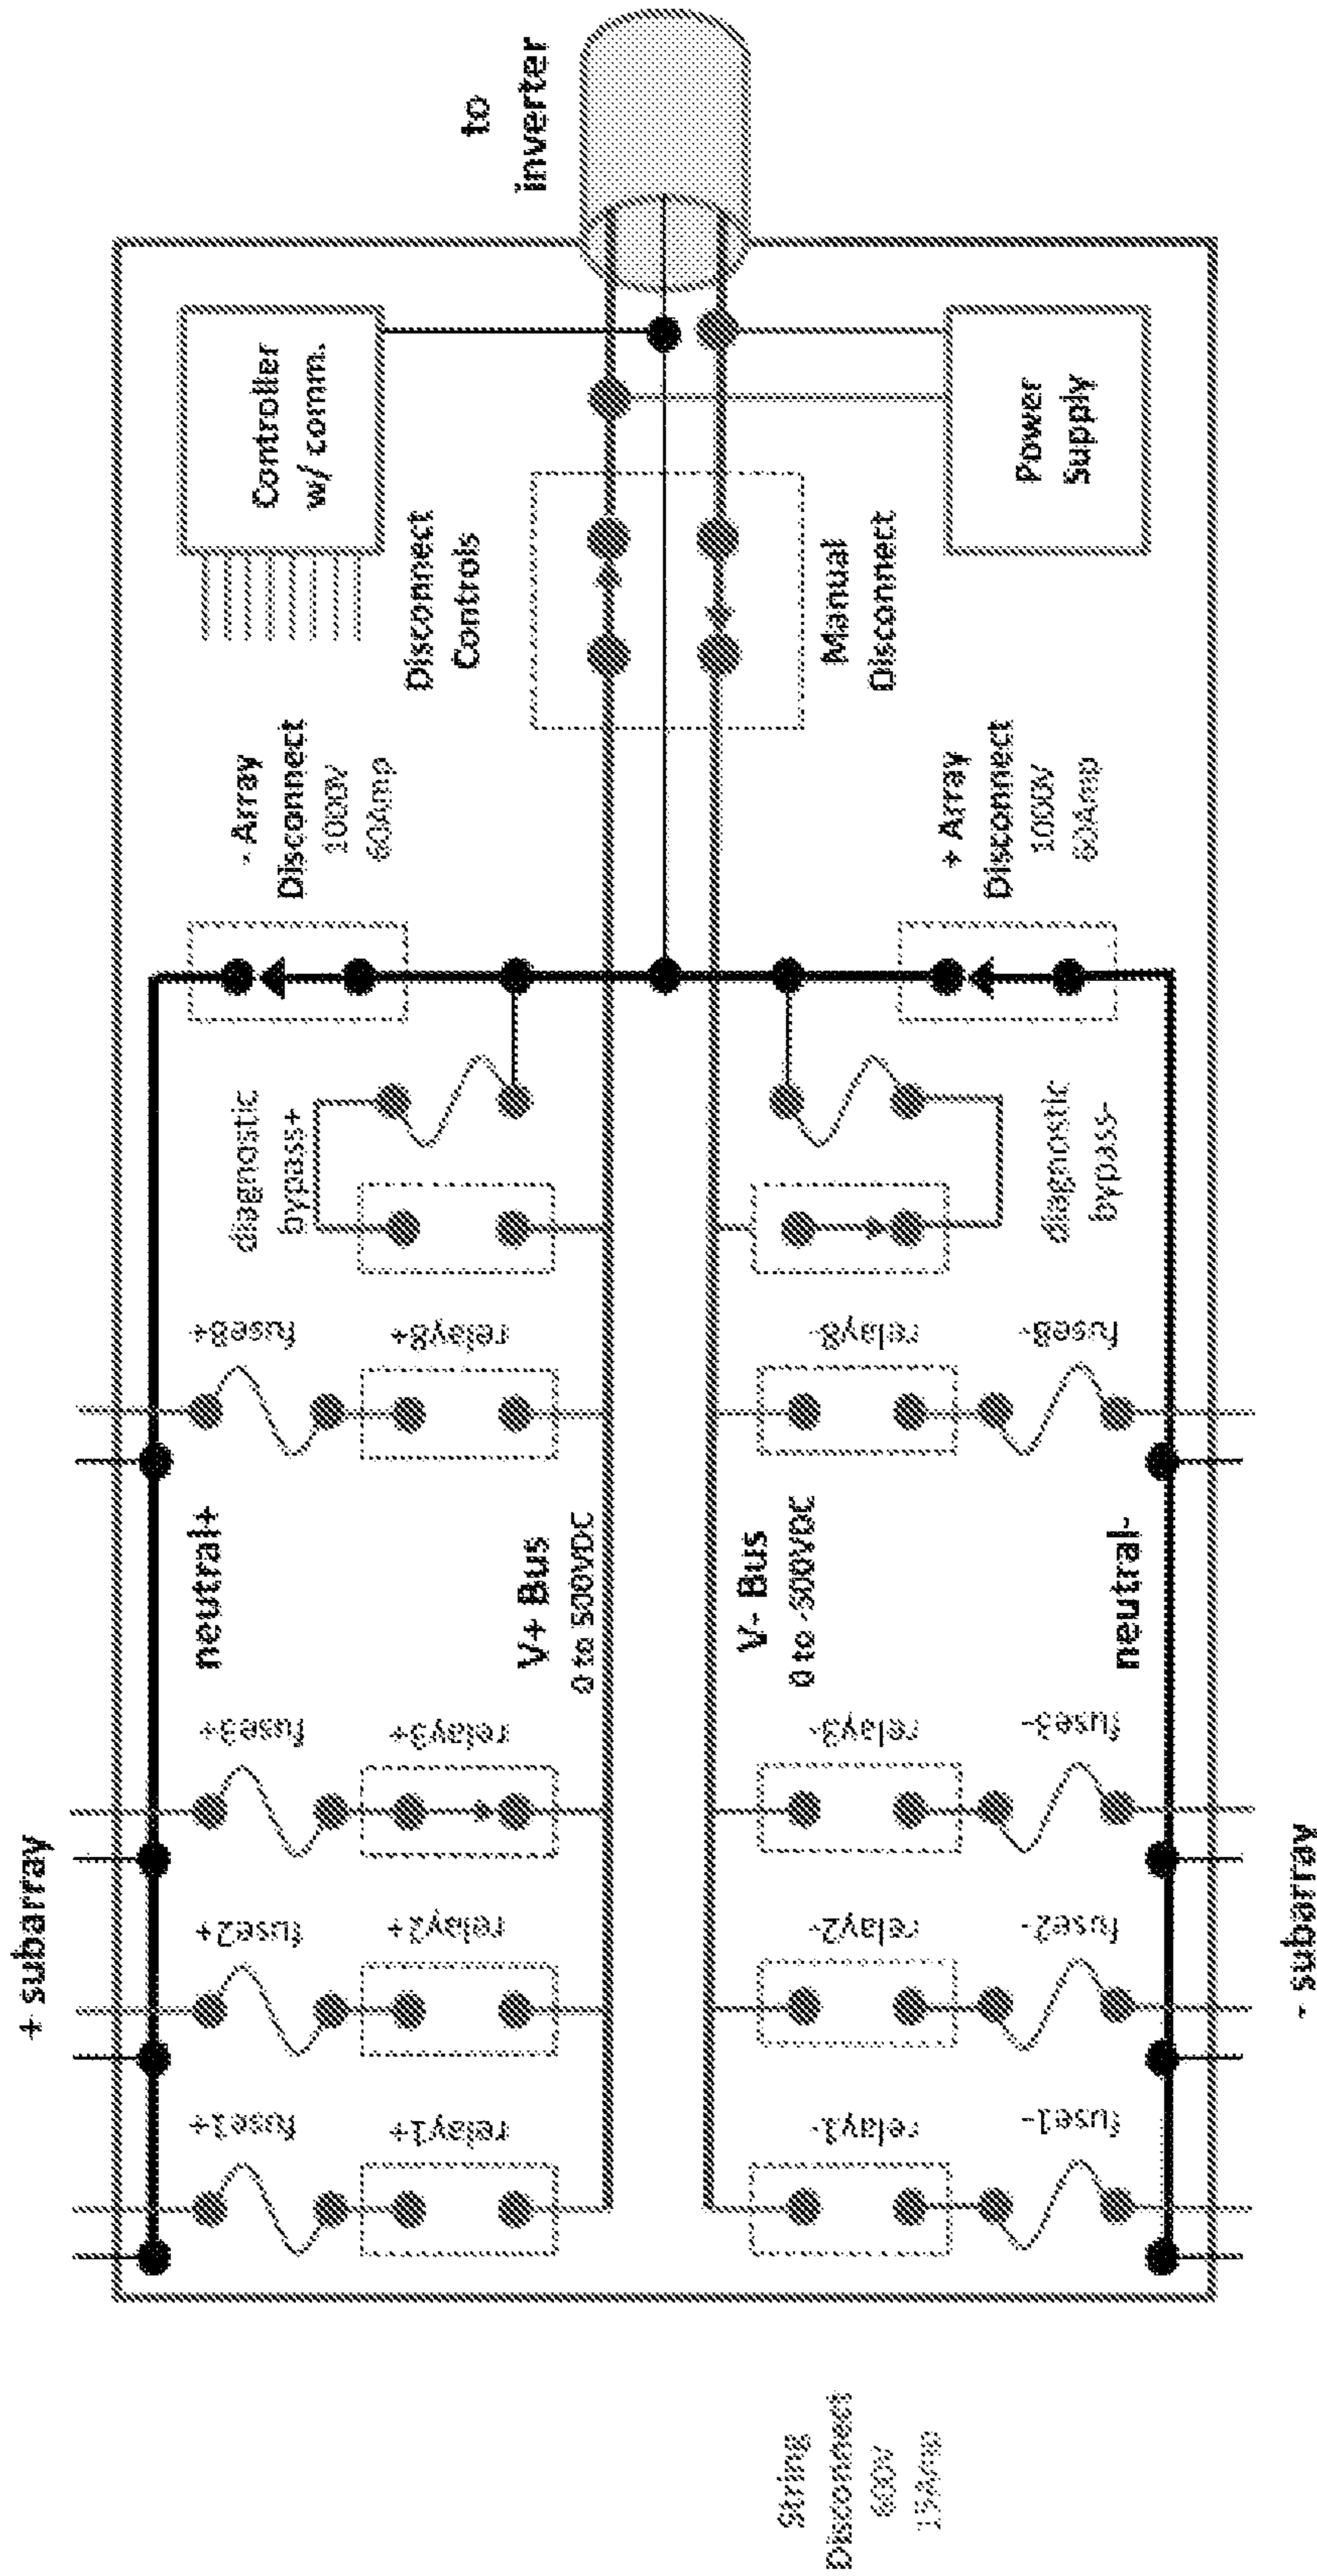 + subarray
fuse1+
relay1+
fuse2+
relay2+
fuse3+
relay3+
neutral+
V+ Bus
0 to 500VDC
fuse8+
relay8+
diagnostic
bypass+
- Array
Disconnect
1000V
60Amp
Controller
w/ comm.
Disconnect
Controls
to
inverter
String
Disconnect
600V
15Amp
relay1-
fuse1-
relay2-
fuse2-
relay3-
fuse3-
V- Bus
0 to -500VDC
neutral-
relay8-
fuse8-
diagnostic
bypass-
+ Array
Disconnect
1000V
60Amp
Manual
Disconnect
Power
Supply
- subarray